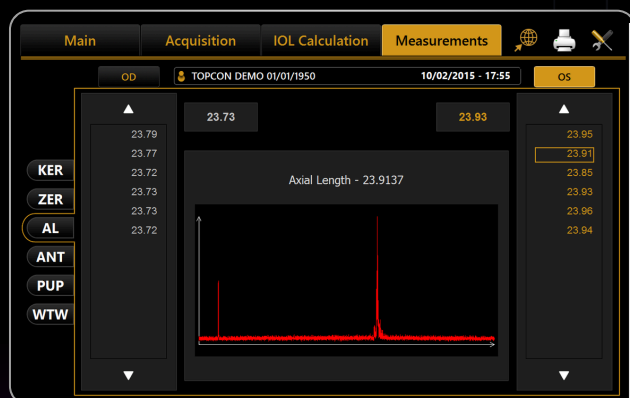 Main Acquisition IOL Calculation Measurements
OD TOPCON DEMO 01/01/1950 10/02/2015 - 17:55 OS
23.73 23.93
23.79
23.77
23.72
23.73
23.73
23.72
KER
ZER
AL
ANT
PUP
WTW
Axial Length - 23.9137
23.95
23.91
23.85
23.93
23.96
23.94